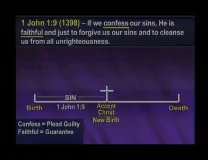 1 John 1:9 (1398) – If we confess our sins, He is
faithful and just to forgive us our sins and to cleanse
us from all unrighteousness.
SIN
Birth
1 John 1:9
Accept
Christ
New Birth
Death
Confess = Plead Guilty
Faithful = Guarantee